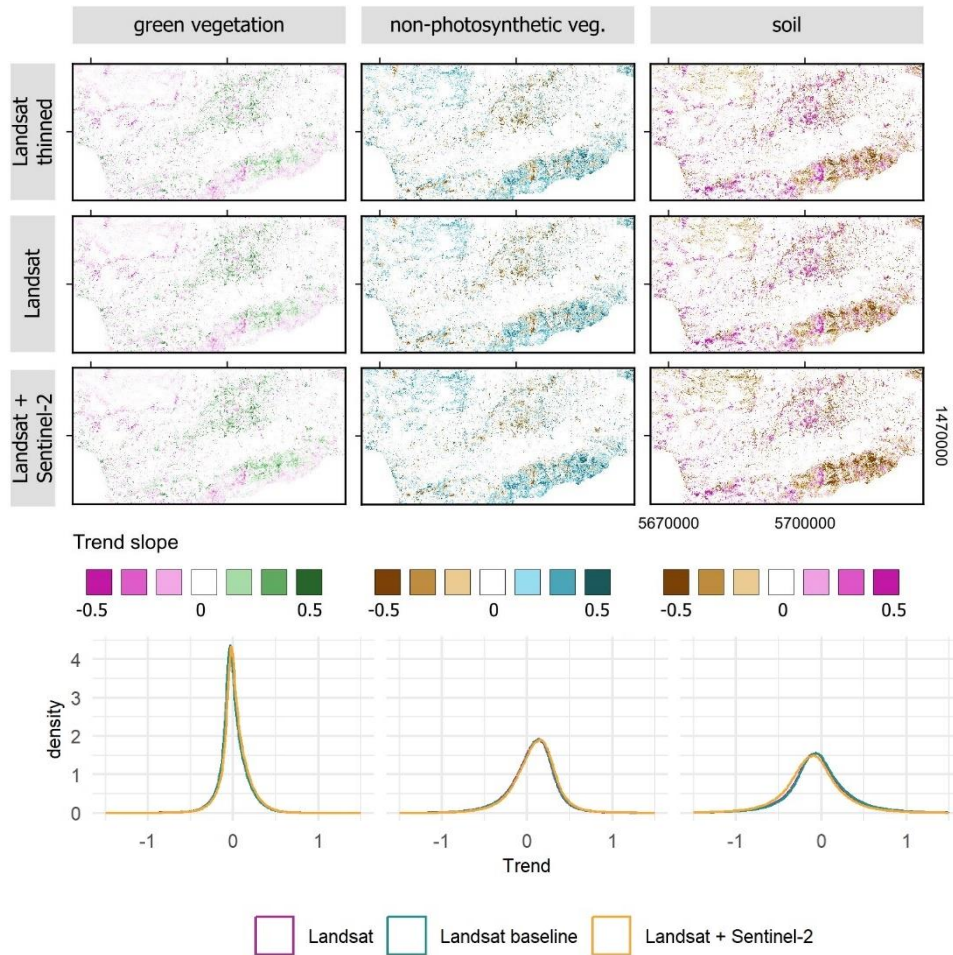 green vegetation
non-photosynthetic veg.
soil
Landsat
thinned
Landsat
Landsat +
Sentinel-2
1470000
5670000 5700000
Trend slope
-0.5 0 0.5 -0.5 0 0.5 -0.5 0 0.5
density
4
3
2
1
0
-1 0 1 -1 0 1 -1 0 1
Trend
Landsat Landsat baseline Landsat + Sentinel-2